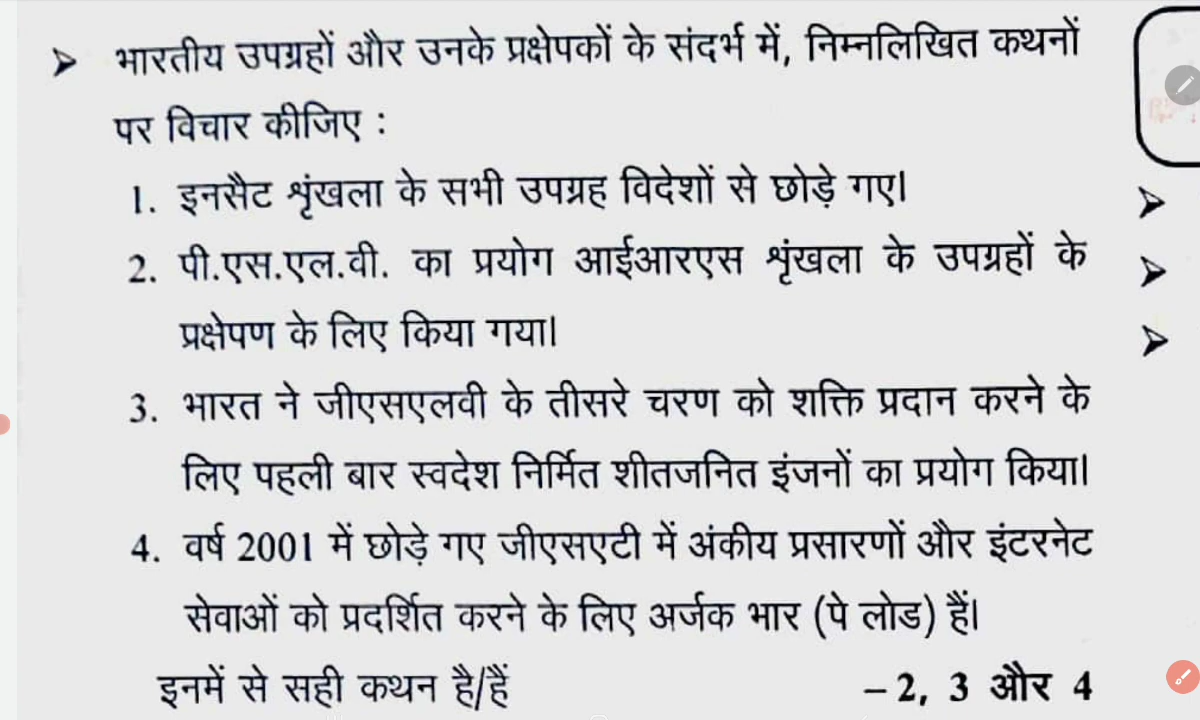 ➤ भारतीय उपग्रहों और उनके प्रक्षेपकों के संदर्भ में, निम्नलिखित कथनों
पर विचार कीजिए :
1. इनसैट श्रृंखला के सभी उपग्रह विदेशों से छोड़े गए।
2. पी.एस.एल.वी. का प्रयोग आईआरएस श्रृंखला के उपग्रहों के
प्रक्षेपण के लिए किया गया।
3. भारत ने जीएसएलवी के तीसरे चरण को शक्ति प्रदान करने के
लिए पहली बार स्वदेश निर्मित शीतजनित इंजनों का प्रयोग किया।
4. वर्ष 2001 में छोड़े गए जीएसएटी में अंकीय प्रसारणों और इंटरनेट
सेवाओं को प्रदर्शित करने के लिए अर्जक भार (पे लोड) हैं।
इनमें से सही कथन है/हैं – 2, 3 और 4